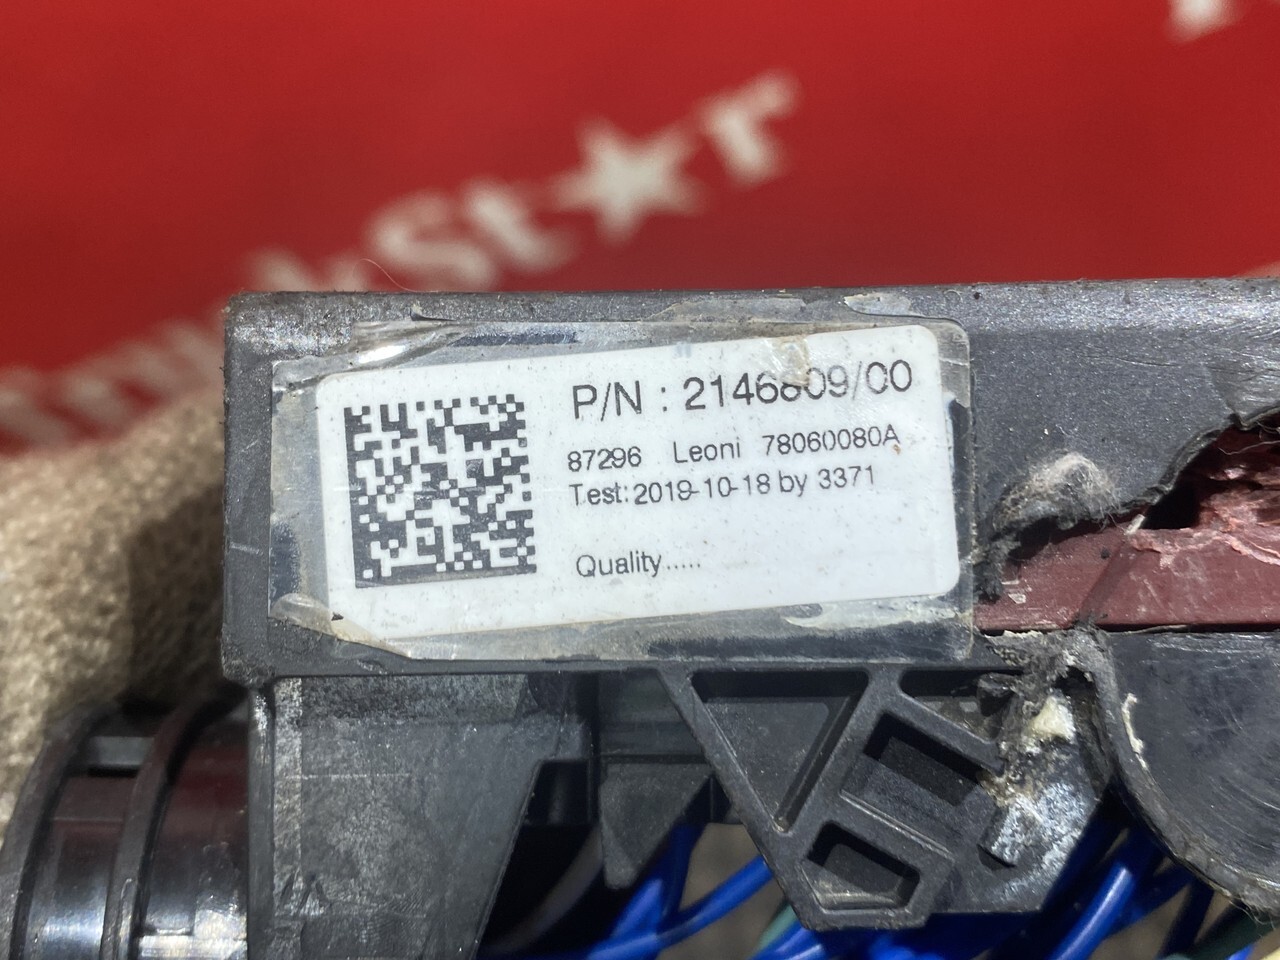 P/N : 2146809/00
87296 Leoni 78060080A
Test: 2019-10-18 by 3371
Quality.....